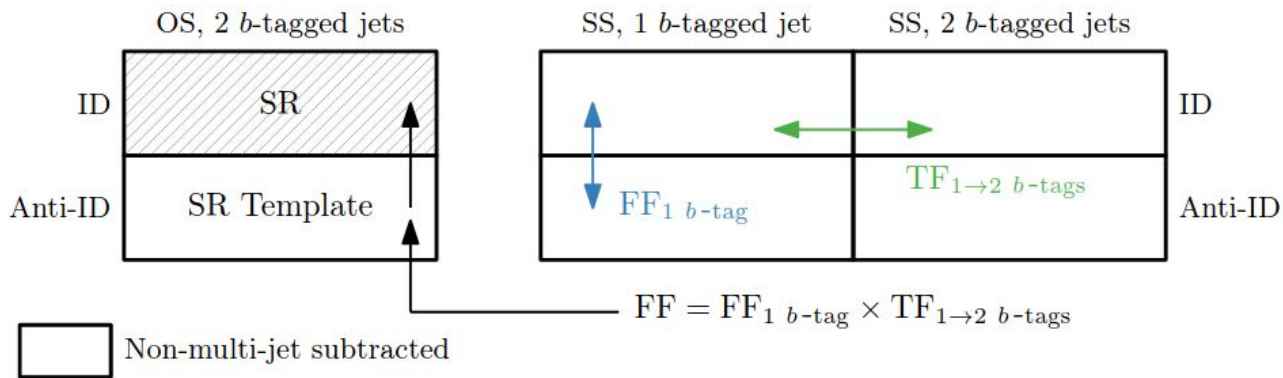 OS, 2 b-tagged jets
SS, 1 b-tagged jet
SS, 2 b-tagged jets
ID
SR
ID
Anti-ID
SR Template
FF1 b-tag
TF1→2 b-tags
Anti-ID
FF = FF1 b-tag × TF1→2 b-tags
Non-multi-jet subtracted